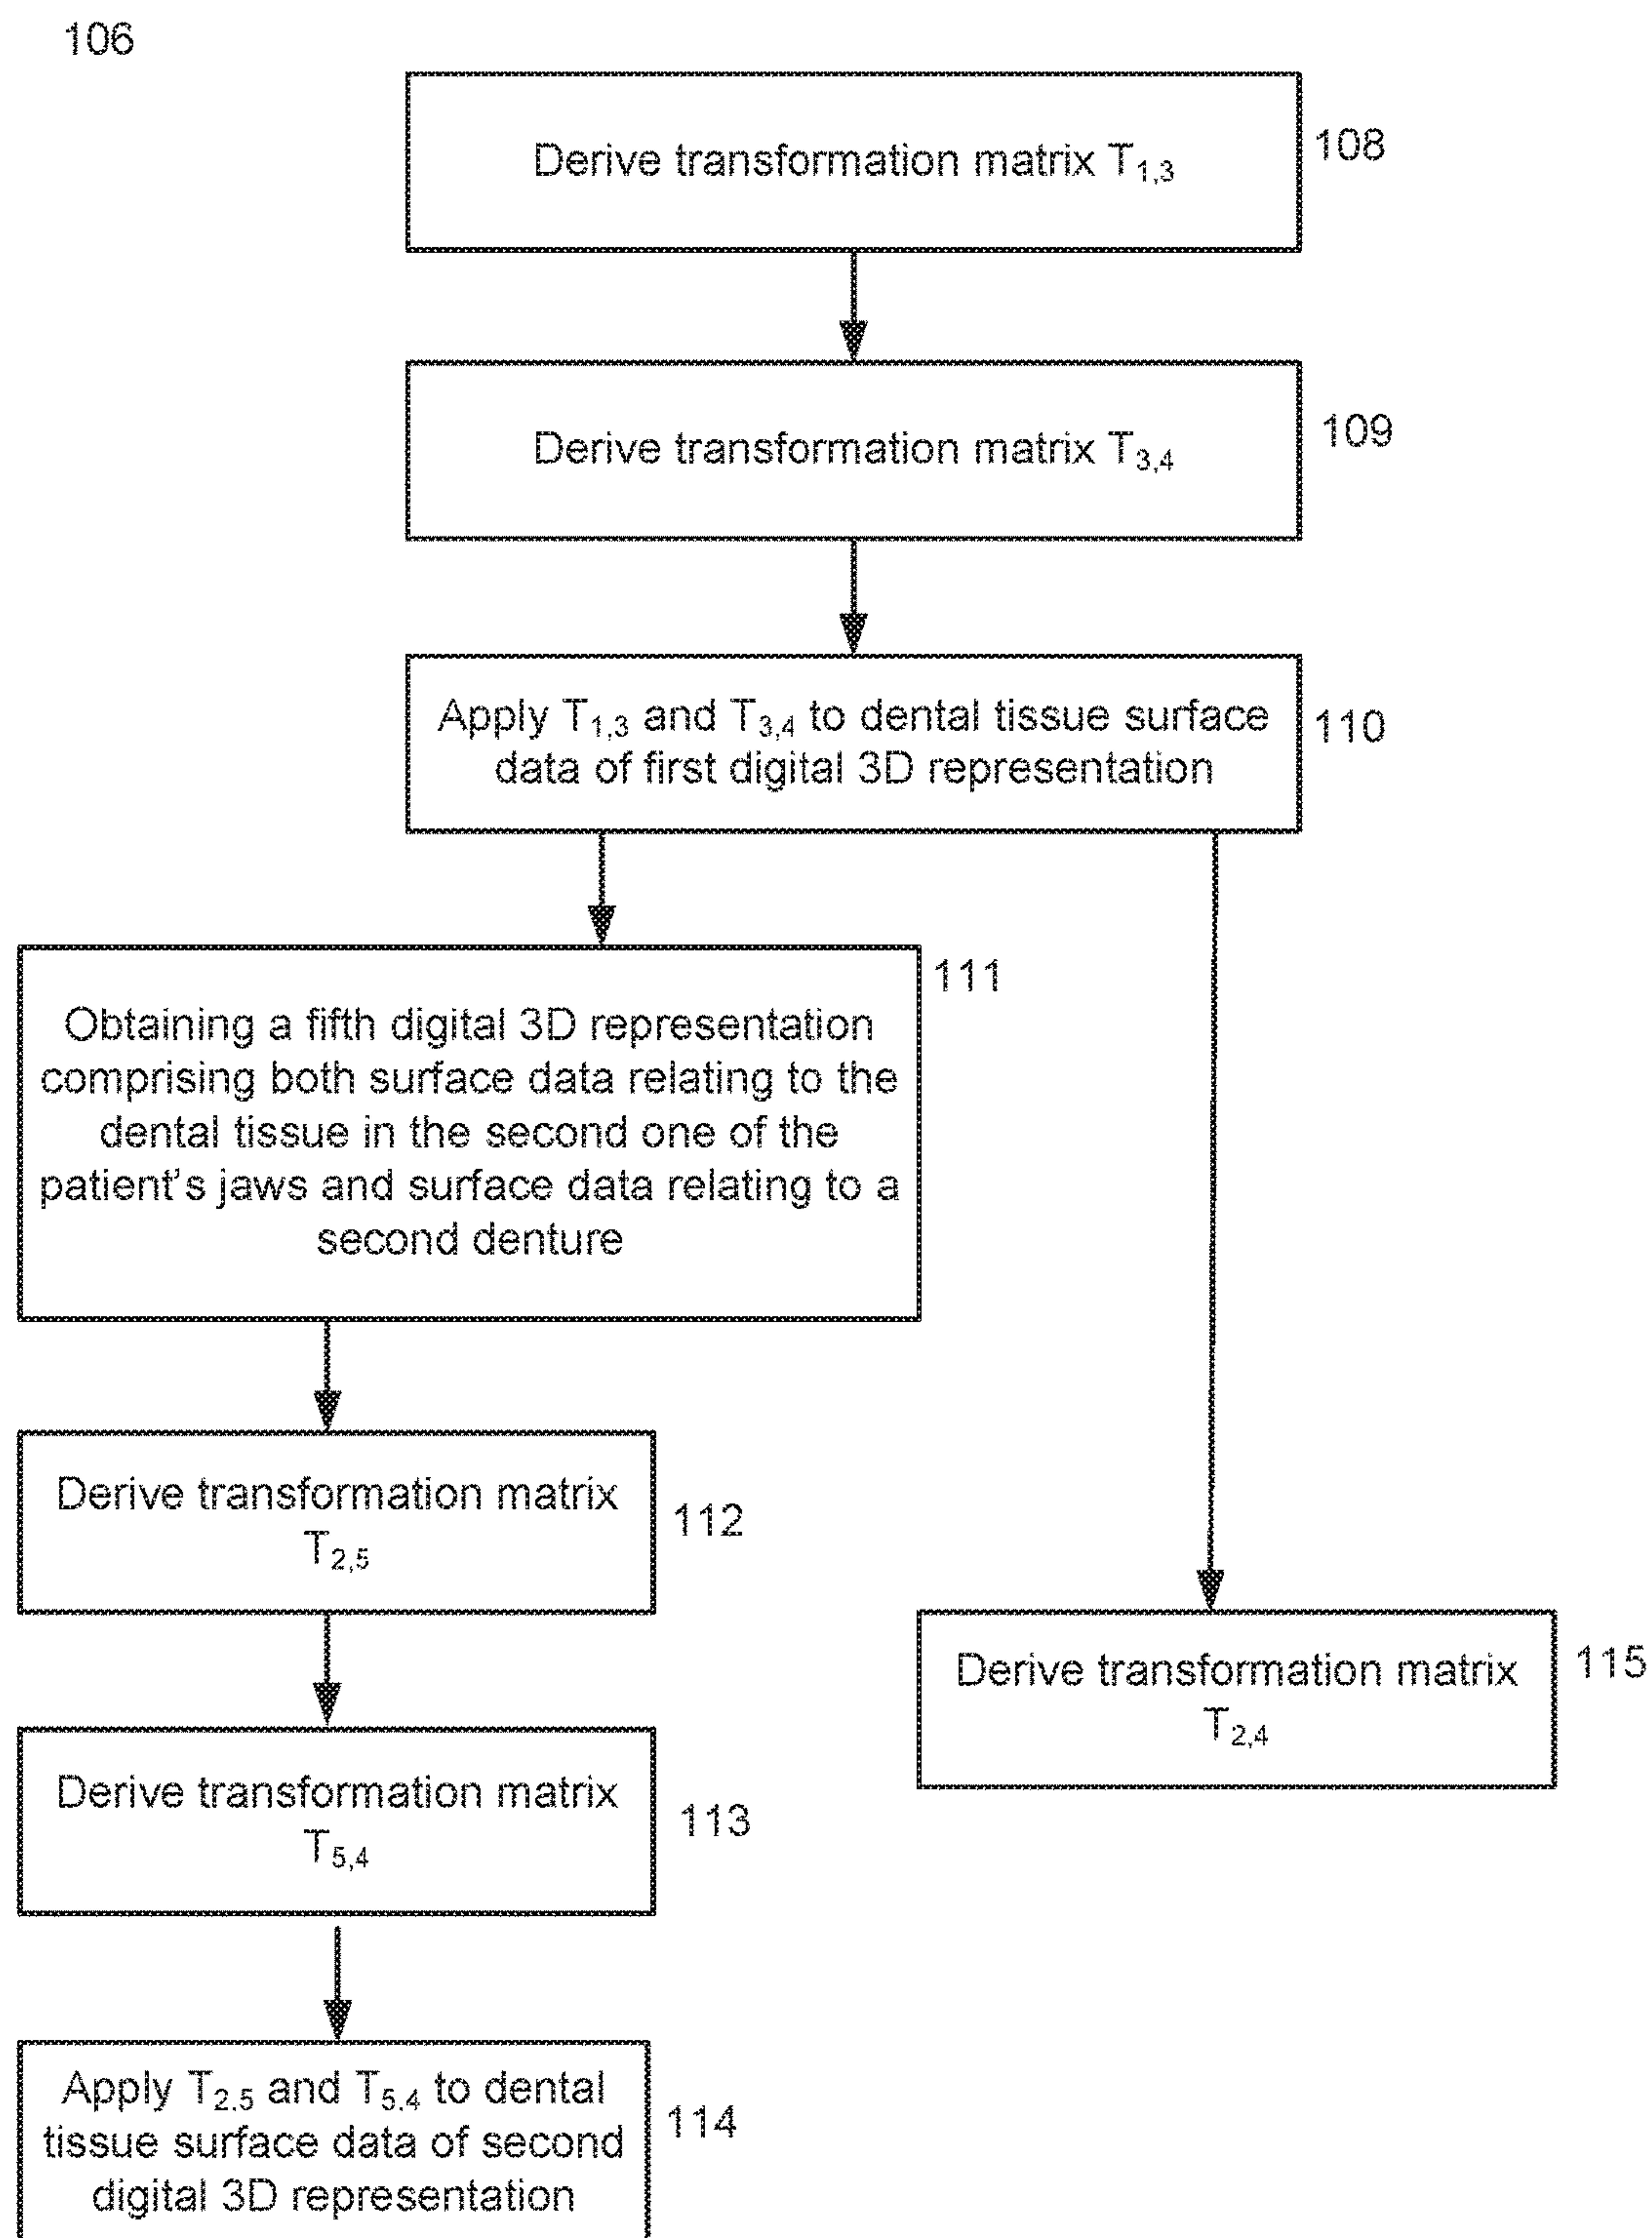 106
Derive transformation matrix T1,3
108
Derive transformation matrix T3,4
109
Apply T1,3 and T3,4 to dental tissue surface
data of first digital 3D representation
110
Obtaining a fifth digital 3D representation
comprising both surface data relating to the
dental tissue in the second one of the
patient's jaws and surface data relating to a
second denture
111
Derive transformation matrix
T2,5
112
Derive transformation matrix
T2,4
115
Derive transformation matrix
T5,4
113
Apply T2,5 and T5,4 to dental
tissue surface data of second
digital 3D representation
114